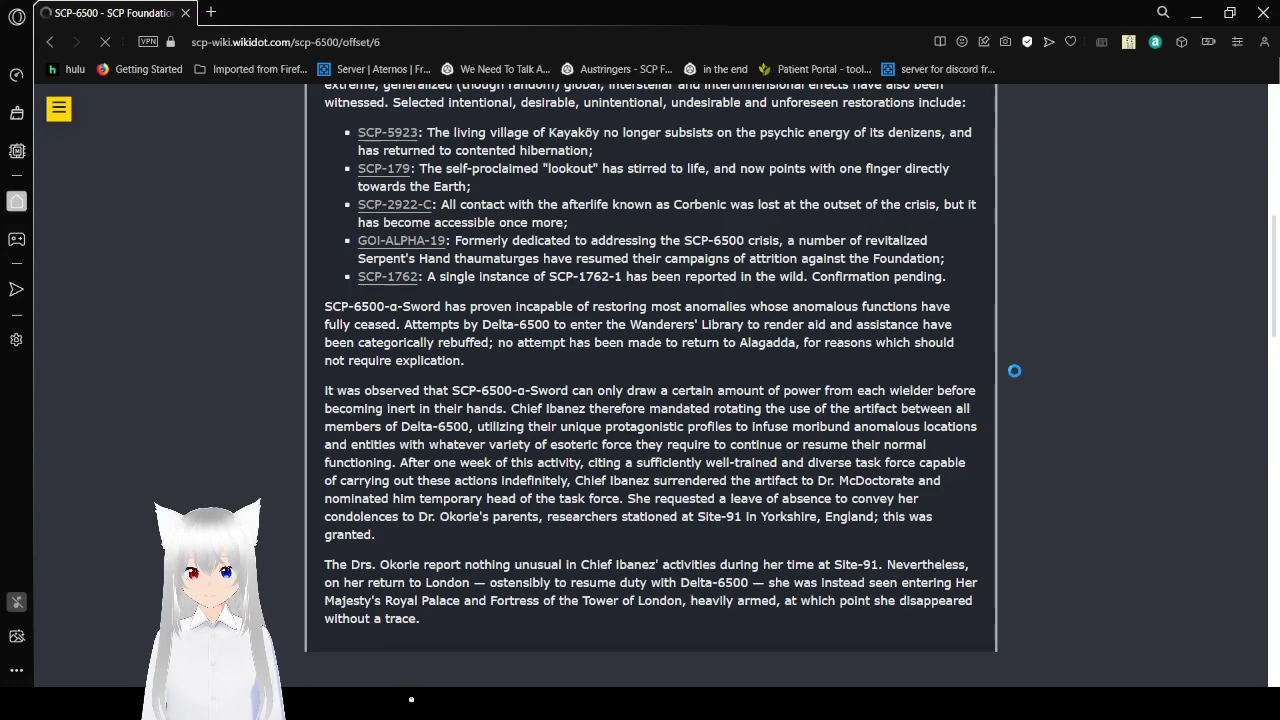 SCP-6500 - SCP Foundation
VPN
scp-wiki.wikidot.com/scp-6500/offset/6
hulu
Getting Started
Imported from Firef...
Server | Aternos | Fr...
We Need To Talk A...
Austringers - SCP F...
in the end
Patient Portal - tool...
server for discord fr...
extreme, generalized (though random) global, interstellar and interdimensional effects have also been
witnessed. Selected intentional, desirable, unintentional, undesirable and unforeseen restorations include:
SCP-5923: The living village of Kayaköy no longer subsists on the psychic energy of its denizens, and
has returned to contented hibernation;
SCP-179: The self-proclaimed "lookout" has stirred to life, and now points with one finger directly
towards the Earth;
SCP-2922-C: All contact with the afterlife known as Corbenic was lost at the outset of the crisis, but it
has become accessible once more;
GOI-ALPHA-19: Formerly dedicated to addressing the SCP-6500 crisis, a number of revitalized
Serpent's Hand thaumaturges have resumed their campaigns of attrition against the Foundation;
SCP-1762: A single instance of SCP-1762-1 has been reported in the wild. Confirmation pending.
SCP-6500-α-Sword has proven incapable of restoring most anomalies whose anomalous functions have
fully ceased. Attempts by Delta-6500 to enter the Wanderers' Library to render aid and assistance have
been categorically rebuffed; no attempt has been made to return to Alagadda, for reasons which should
not require explication.
It was observed that SCP-6500-α-Sword can only draw a certain amount of power from each wielder before
becoming inert in their hands. Chief Ibanez therefore mandated rotating the use of the artifact between all
members of Delta-6500, utilizing their unique protagonistic profiles to infuse moribund anomalous locations
and entities with whatever variety of esoteric force they require to continue or resume their normal
functioning. After one week of this activity, citing a sufficiently well-trained and diverse task force capable
of carrying out these actions indefinitely, Chief Ibanez surrendered the artifact to Dr. McDoctorate and
nominated him temporary head of the task force. She requested a leave of absence to convey her
condolences to Dr. Okorie's parents, researchers stationed at Site-91 in Yorkshire, England; this was
granted.
The Drs. Okorie report nothing unusual in Chief Ibanez' activities during her time at Site-91. Nevertheless,
on her return to London — ostensibly to resume duty with Delta-6500 — she was instead seen entering Her
Majesty's Royal Palace and Fortress of the Tower of London, heavily armed, at which point she disappeared
without a trace.